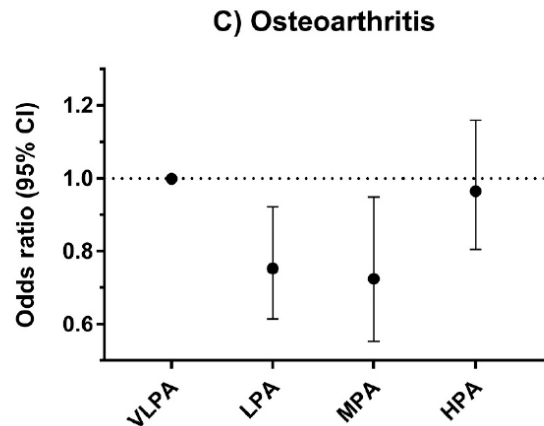 C) Osteoarthritis
Odds ratio (95% CI)
1.2
1.0
0.8
0.6
VLPA
LPA
MPA
HPA